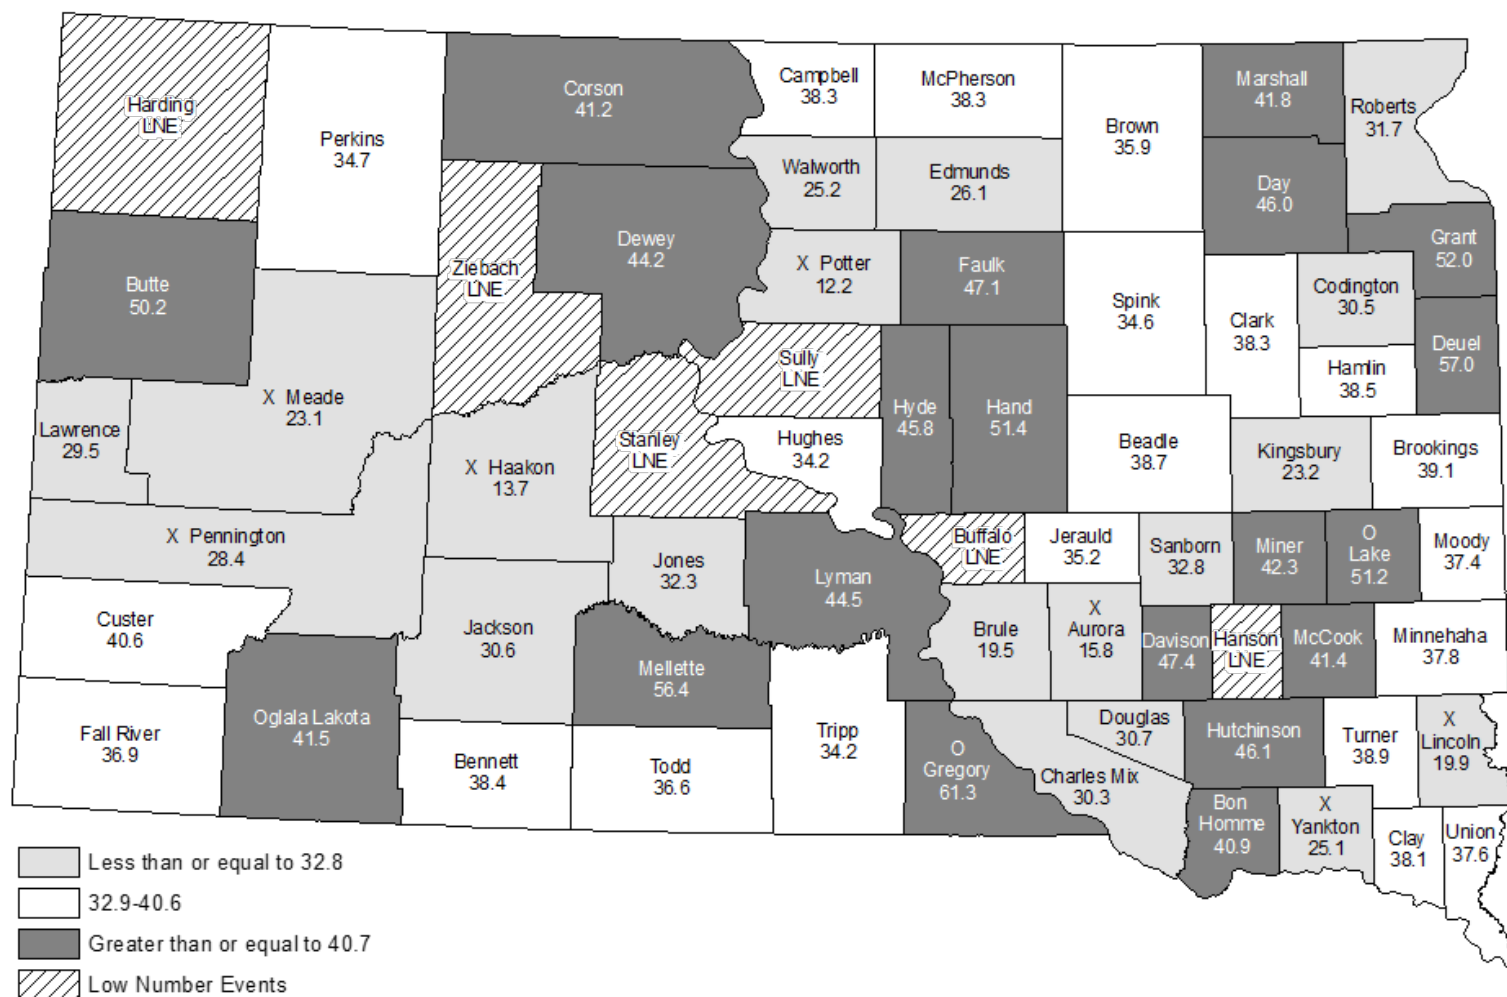 Harding
LNE
Perkins
34.7
Corson
41.2
Campbell
38.3
McPherson
38.3
Brown
35.9
Marshall
41.8
Roberts
31.7
Walworth
25.2
Edmunds
26.1
Day
46.0
Butte
50.2
Ziebach
LNE
Dewey
44.2
X Potter
12.2
Faulk
47.1
Spink
34.6
Clark
38.3
Codington
30.5
Grant
52.0
Deuel
57.0
Hamlin
38.5
X Meade
23.1
Lawrence
29.5
Sully
LNE
Hyde
45.8
Hand
51.4
X Haakon
13.7
Stanley
LNE
Hughes
34.2
Beadle
38.7
Kingsbury
23.2
Brookings
39.1
X Pennington
28.4
Jones
32.3
Lyman
44.5
Buffalo
LNE
Jerauld
35.2
Sanborn
32.8
Miner
42.3
O
Lake
51.2
Moody
37.4
Custer
40.6
Jackson
30.6
Mellette
56.4
Brule
19.5
X
Aurora
15.8
Davison
47.4
Hanson
LNE
McCook
41.4
Minnehaha
37.8
Fall River
36.9
Oglala Lakota
41.5
Bennett
38.4
Todd
36.6
Tripp
34.2
O
Gregory
61.3
Charles Mix
30.3
Douglas
30.7
Hutchinson
46.1
Turner
38.9
X
Lincoln
19.9
Bon
Homme
40.9
X
Yankton
25.1
Clay
38.1
Union
37.6
Less than or equal to 32.8
32.9-40.6
Greater than or equal to 40.7
Low Number Events